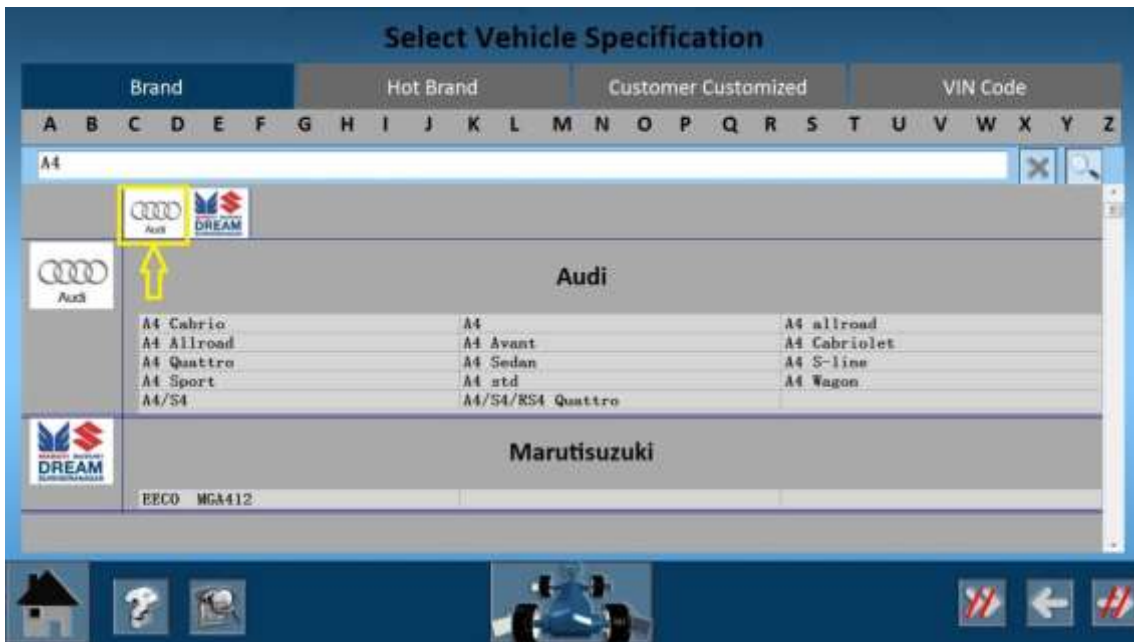 Select Vehicle Specification
Brand Hot Brand Customer Customized VIN Code
A B C D E F G H I J K L M N O P Q R S T U V W X Y Z
A4
Audi DREAM
Audi
Audi
A4 Cabrio A4 A4 allroad
A4 Allroad A4 Avant A4 Cabriolet
A4 Quattro A4 Sedan A4 S-line
A4 Sport A4 std A4 Wagon
A4/S4 A4/S4/RS4 Quattro
DREAM
Marutisuzuki
EECO MGA412